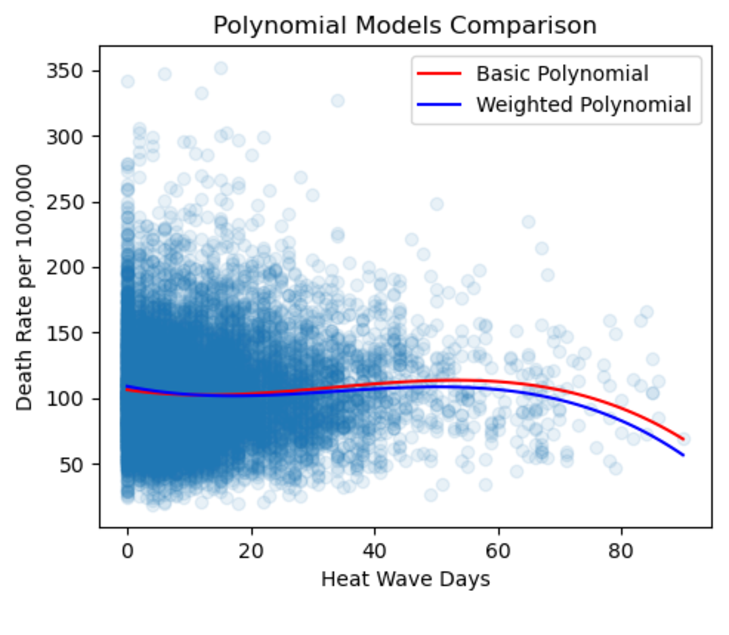 Polynomial Models Comparison
Basic Polynomial
Weighted Polynomial
350
300
250
200
150
100
50
Death Rate per 100,000
0 20 40 60 80
Heat Wave Days